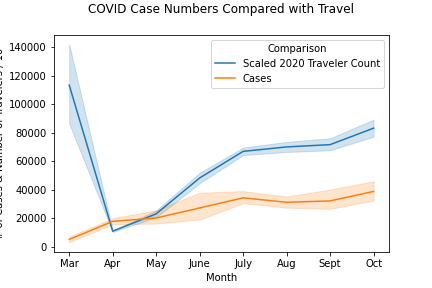 COVID Case Numbers Compared with Travel
Comparison
Scaled 2020 Traveler Count
Cases
140000
120000
100000
80000
60000
40000
20000
0
Mar
Apr
May
June
July
Aug
Sept
Oct
Month